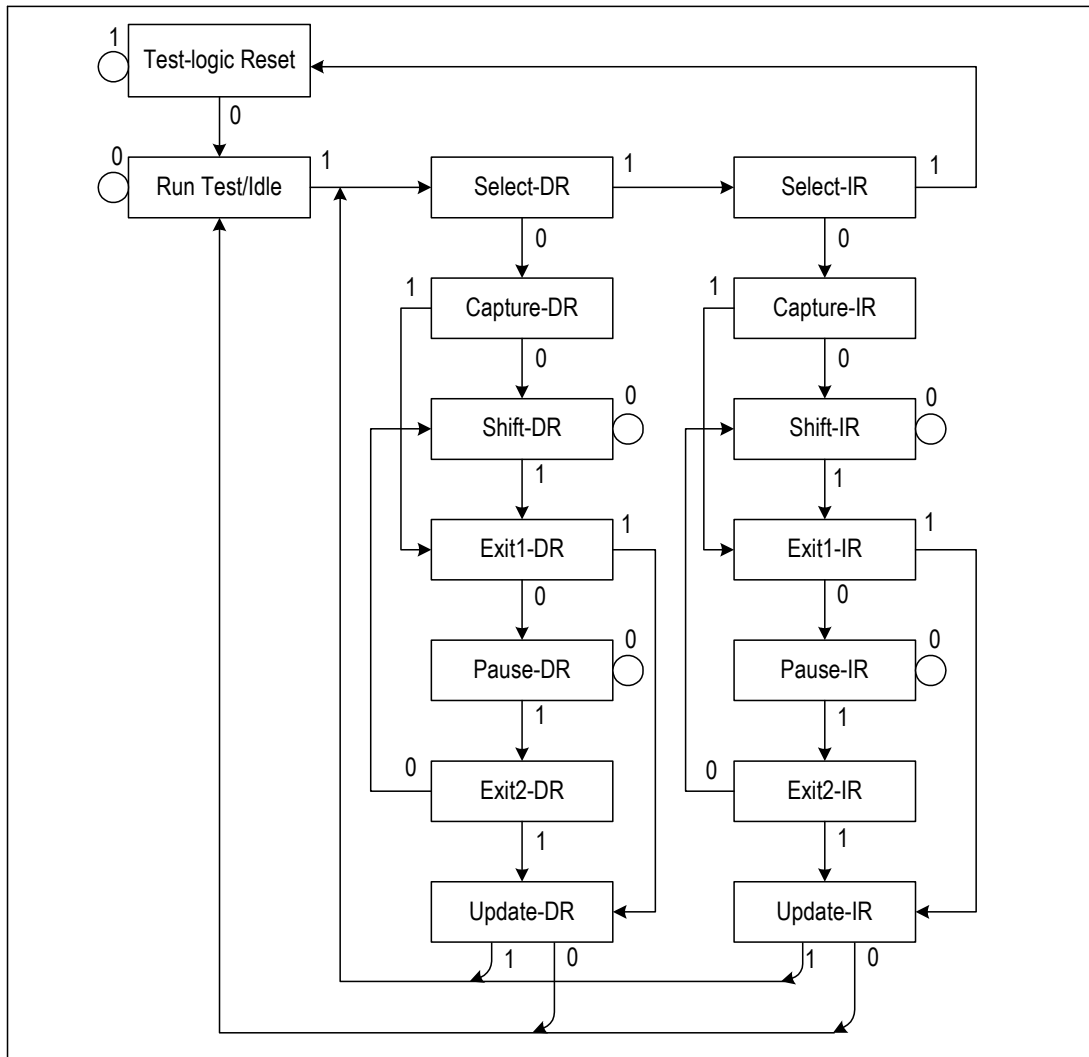 1
Test-logic Reset
0
0
Run Test/Idle
1
Select-DR
1
Select-IR
1
0
0
1
Capture-DR
1
Capture-IR
0
0
Shift-DR
0
Shift-IR
0
1
1
Exit1-DR
1
Exit1-IR
1
0
0
Pause-DR
0
Pause-IR
0
1
1
0
Exit2-DR
0
Exit2-IR
1
1
Update-DR
Update-IR
1
0
1
0